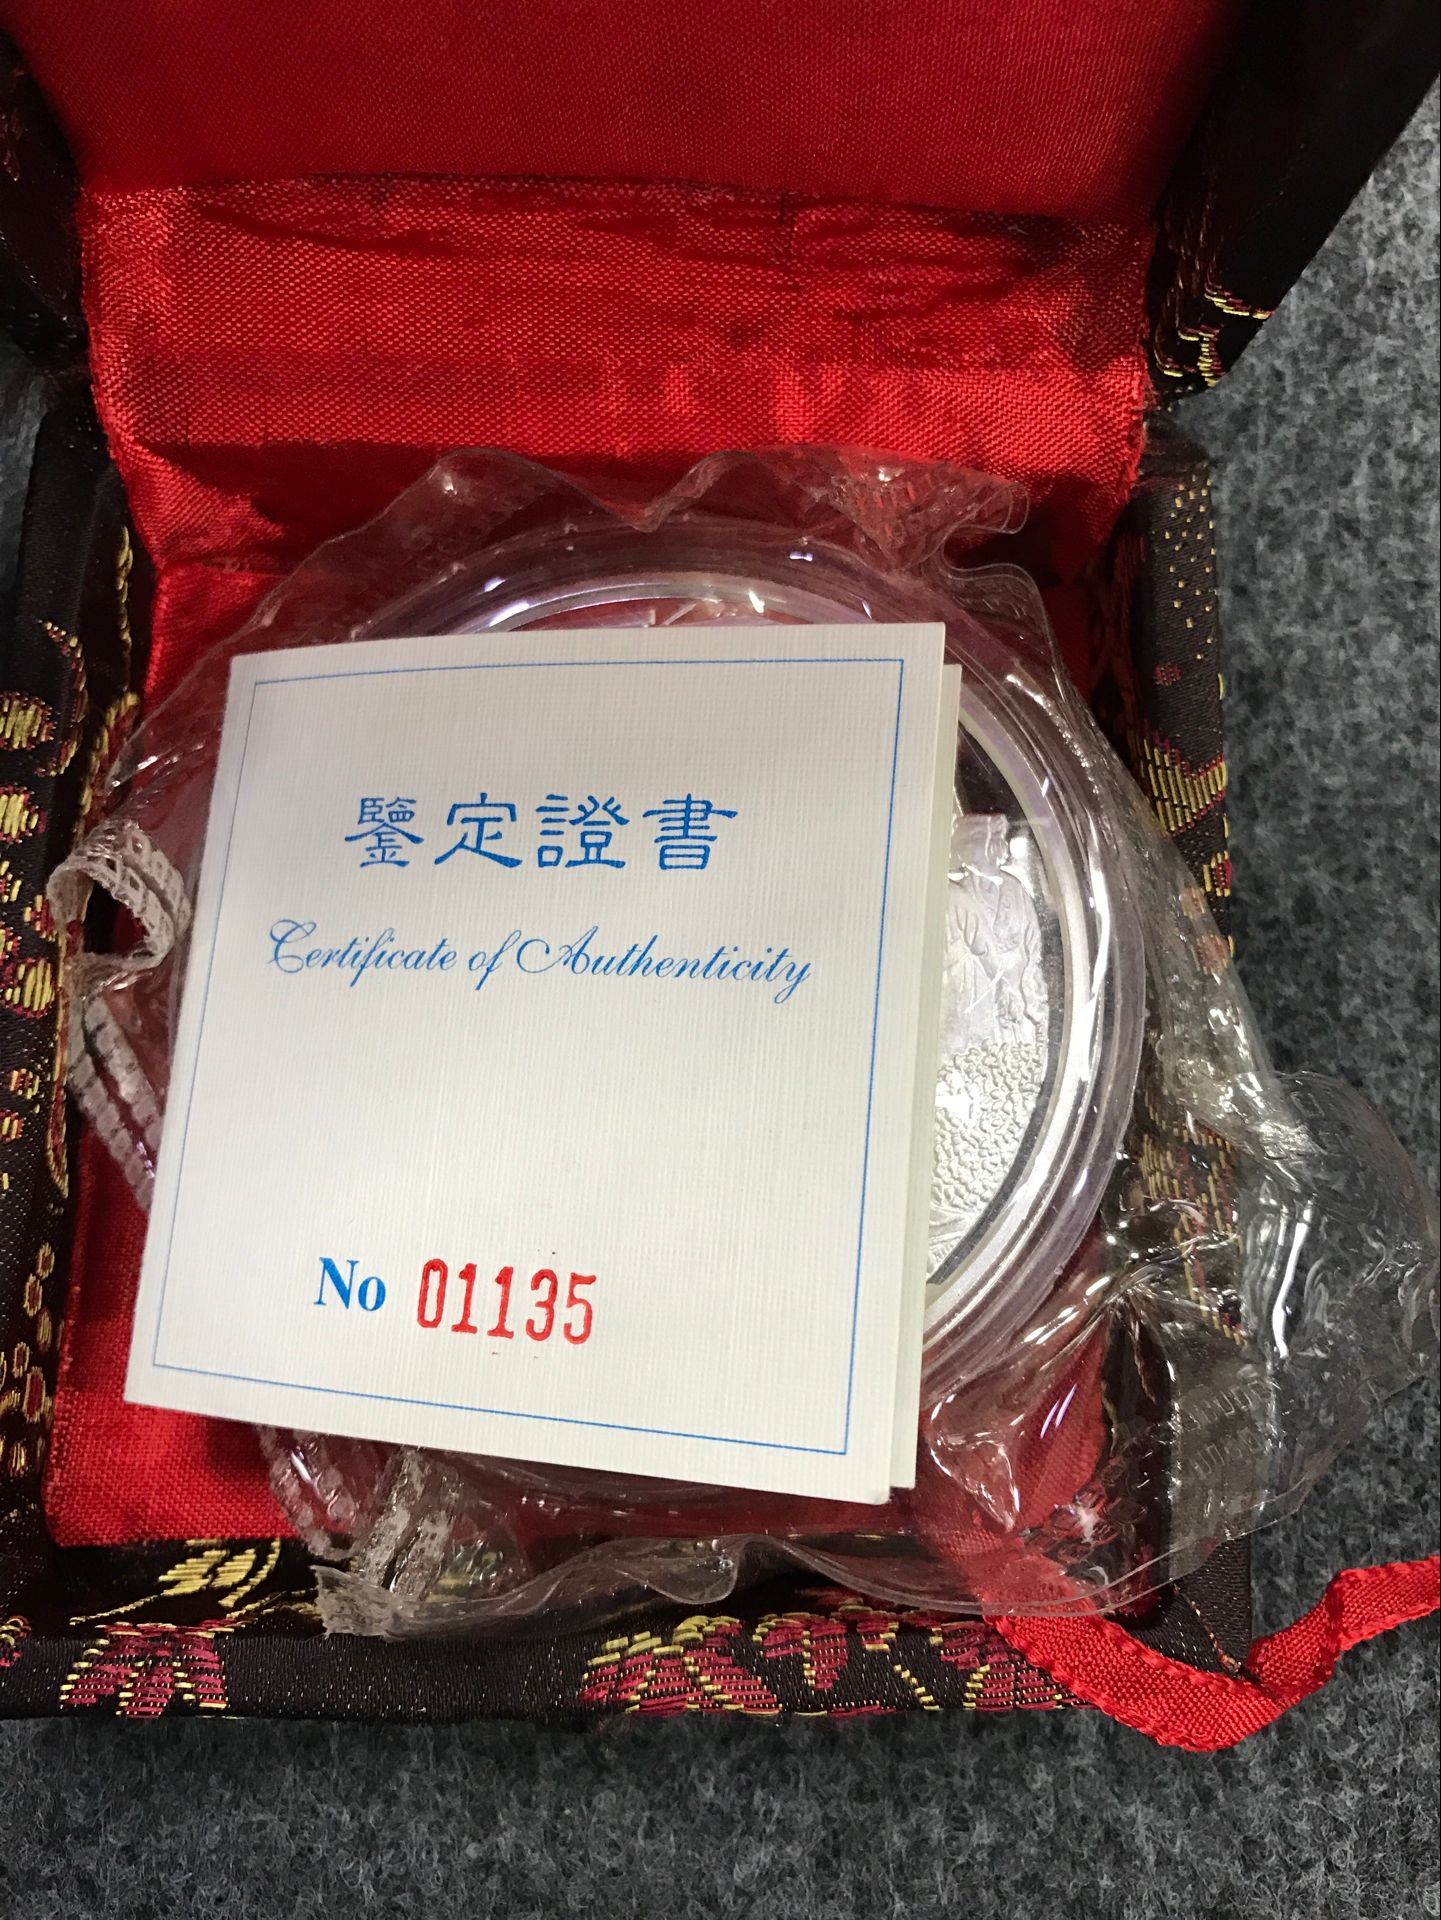 鑒定證書
Certificate of Authenticity
No 01135